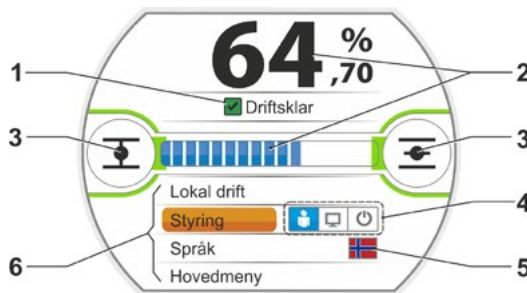 64 %
,70
1
2
Driftsklar
3
3
Lokal drift
4
Styring
Språk
5
6
Hovedmeny